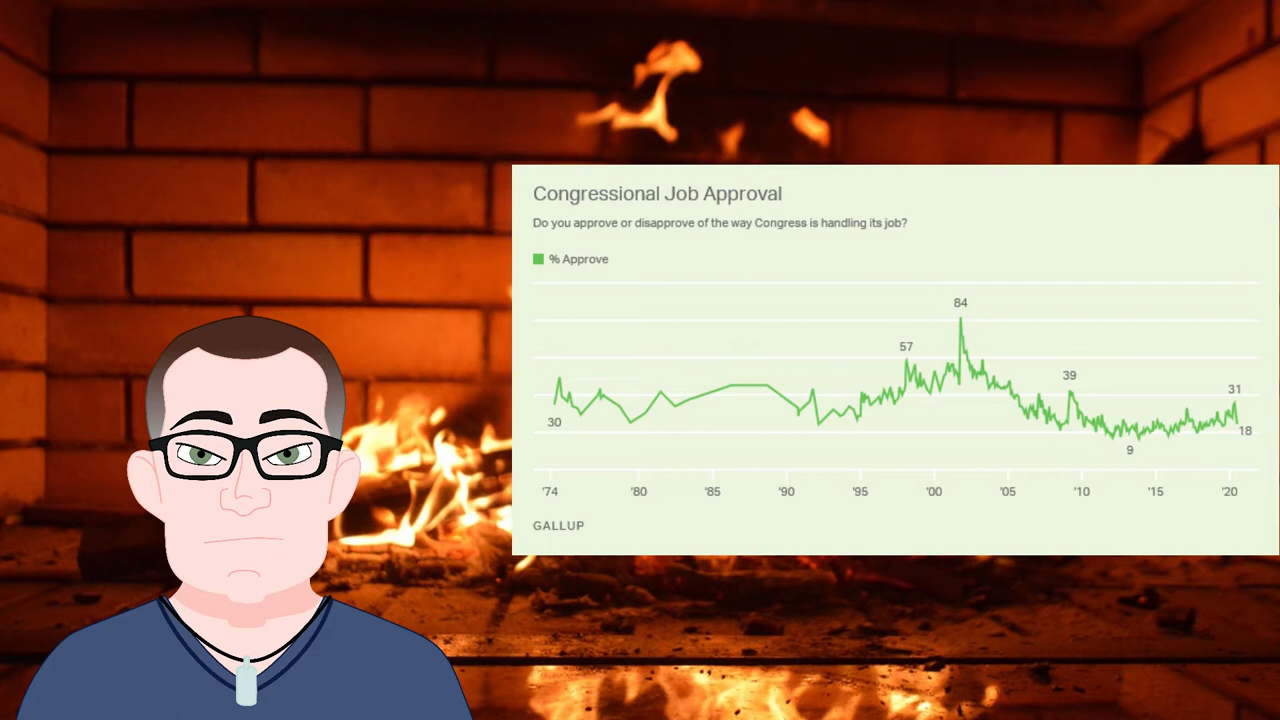 Congressional Job Approval
Do you approve or disapprove of the way Congress is handling its job?
% Approve
84
57
39
31
30
18
9
'74 '80 '85 '90 '95 '00 '05 '10 '15 '20
GALLUP